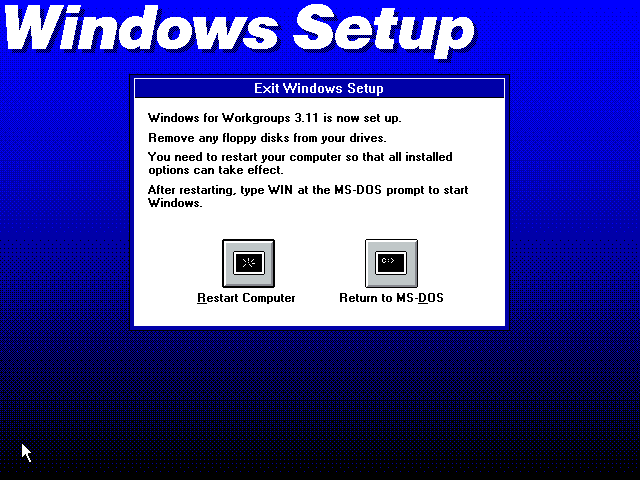 Windows Setup
Exit Windows Setup
Windows for Workgroups 3.11 is now set up.
Remove any floppy disks from your drives.
You need to restart your computer so that all installed
options can take effect.
After restarting, type WIN at the MS-DOS prompt to start
Windows.
C:>
Restart Computer
Return to MS-DOS